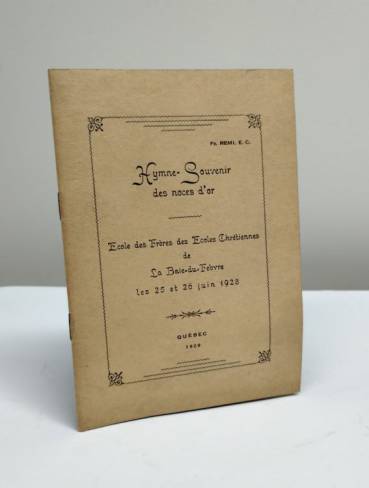 Fr. REMI, E. C.
Hymne-Souvenir
des noces d'or
Ecole des Frères des Ecoles Chrétiennes
de
La Baie-du-Febvre
les 25 et 26 juin 1928
QUÉBEC
1928